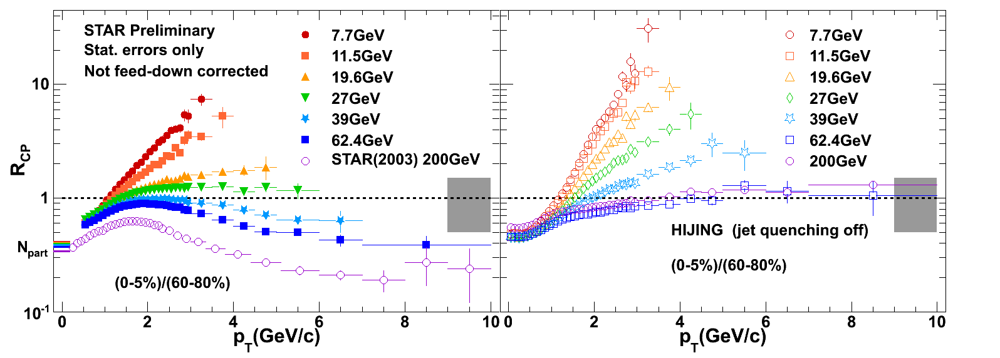 STAR Preliminary
Stat. errors only
Not feed-down corrected
7.7GeV
11.5GeV
19.6GeV
27GeV
39GeV
62.4GeV
STAR(2003) 200GeV
R_CP
10
1
N_part
10^-1
(0-5%)/(60-80%)
0 2 4 6 8 10
p_T(GeV/c)
7.7GeV
11.5GeV
19.6GeV
27GeV
39GeV
62.4GeV
200GeV
10
1
HIJING (jet quenching off)
(0-5%)/(60-80%)
0 2 4 6 8 10
p_T(GeV/c)